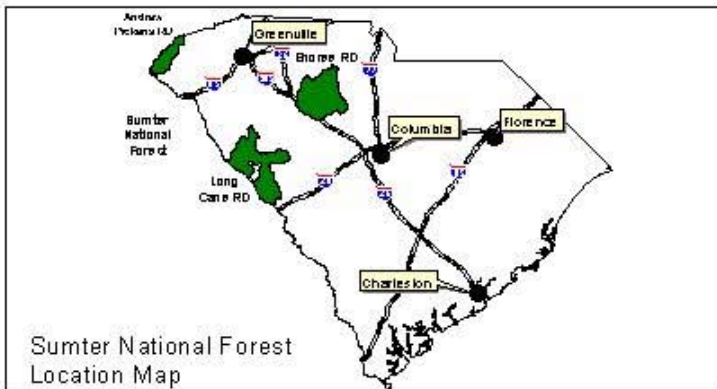 Andrew
Pickens RD
Greenville
Enoree RD
Sumter
National
Forest
Columbia
Florence
Long
Cane RD
Charleston
Sumter National Forest
Location Map